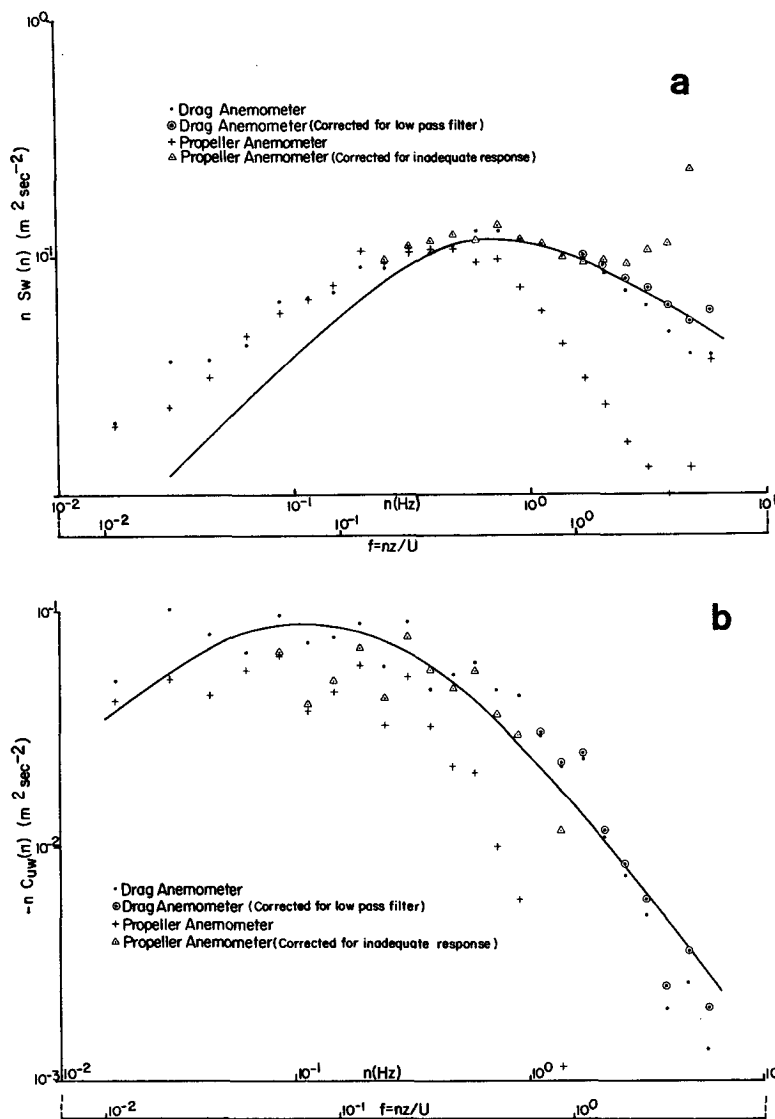 10⁰
a
• Drag Anemometer
⊙ Drag Anemometer (Corrected for low pass filter)
+ Propeller Anemometer
△ Propeller Anemometer (Corrected for inadequate response)
n Sw (n) (m² sec⁻²)
10⁻¹
10⁻² 10⁻¹ n(Hz) 10⁰ 10¹
10⁻² 10⁻¹ 10⁰
f=nz/U
10⁻¹
b
-n Cuw(n) (m² sec⁻²)
10⁻²
• Drag Anemometer
⊙ Drag Anemometer (Corrected for low pass filter)
+ Propeller Anemometer
△ Propeller Anemometer (Corrected for inadequate response)
10⁻³ 10⁻² 10⁻¹ n(Hz) 10⁰ 10
10⁻² 10⁻¹ f=nz/U 10⁰